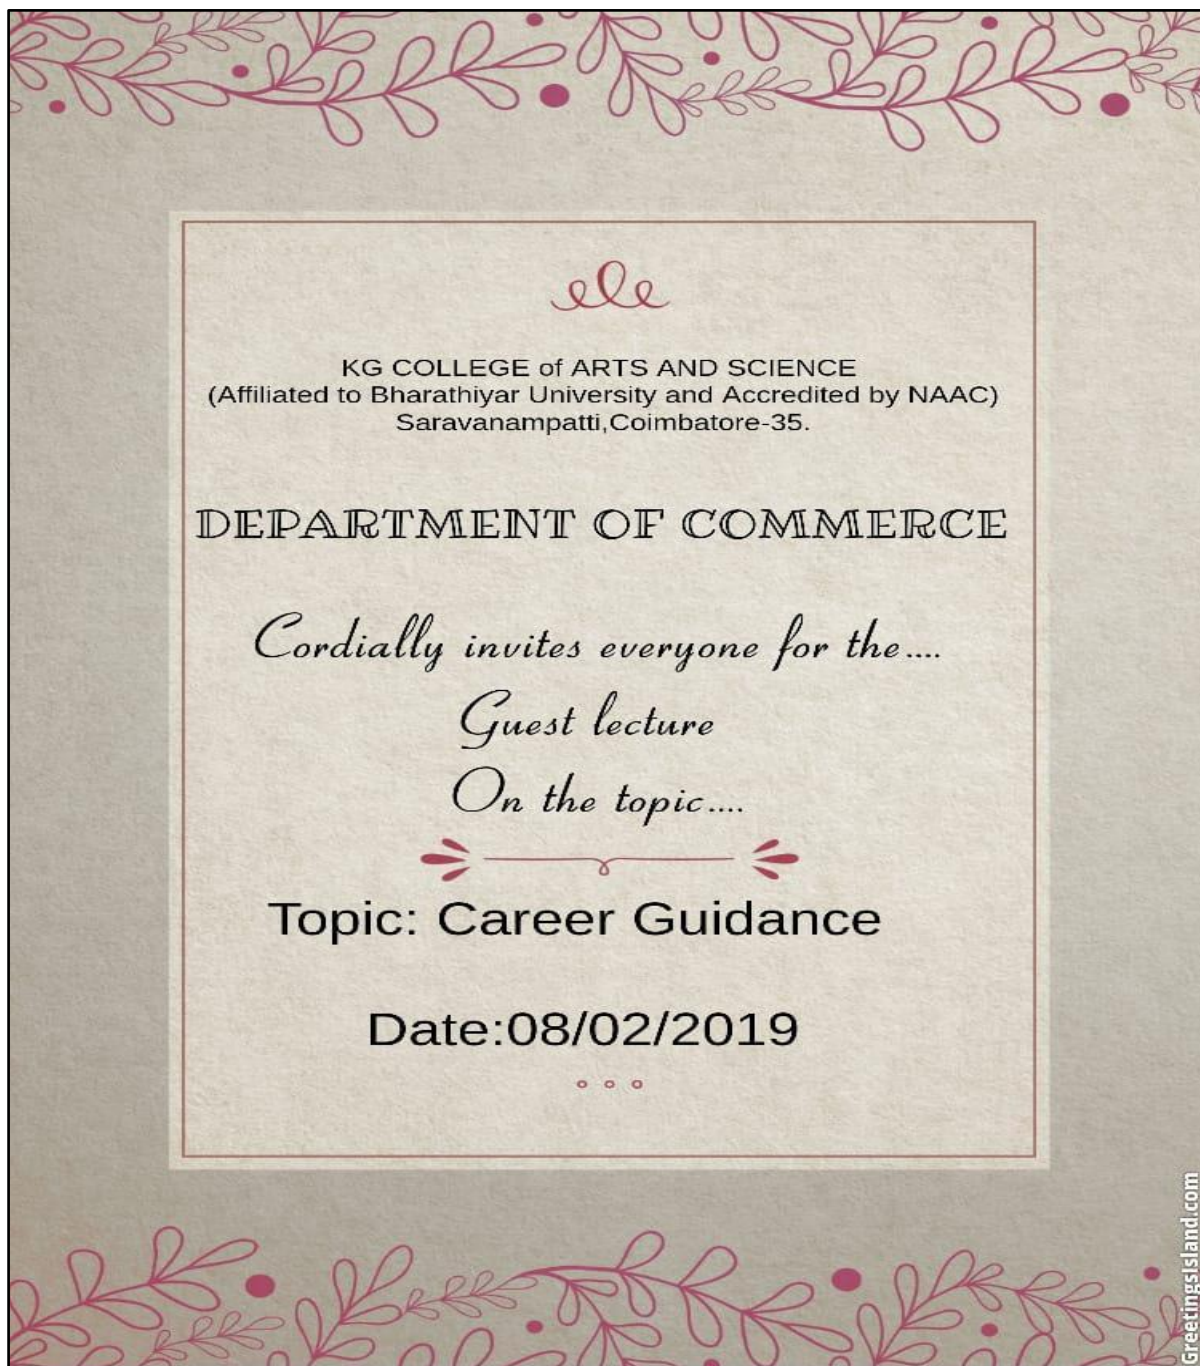 KG COLLEGE of ARTS AND SCIENCE
(Affiliated to Bharathiyar University and Accredited by NAAC)
Saravanampatti,Coimbatore-35.
DEPARTMENT OF COMMERCE
Cordially invites everyone for the....
Guest lecture
On the topic....
Topic: Career Guidance
Date:08/02/2019
GreetingsIsland.com